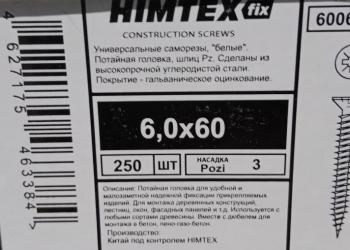 HIMTEX fix
CONSTRUCTION SCREWS
Универсальные саморезы, "белые".
Потайная головка, шлиц Pz. Сделаны из
высокопрочной углеродистой стали.
Покрытие - гальваническое оцинкование.
6006
6,0x60
250 ШТ НАСАДКА Pozi 3
Описание: Потайная головка для удобной и
малозаметной надежной фиксации прикрепляемых
изделий. Для монтажа деревянных конструкций,
лестниц, окон, фасадных панелей и т.д. Используется с
любыми сортами древесины. Вместе с дюбелем для
монтажа в бетон, пено-газо-бетон.
Производство:
Китай под контролем HIMTEX
4 627175 463384